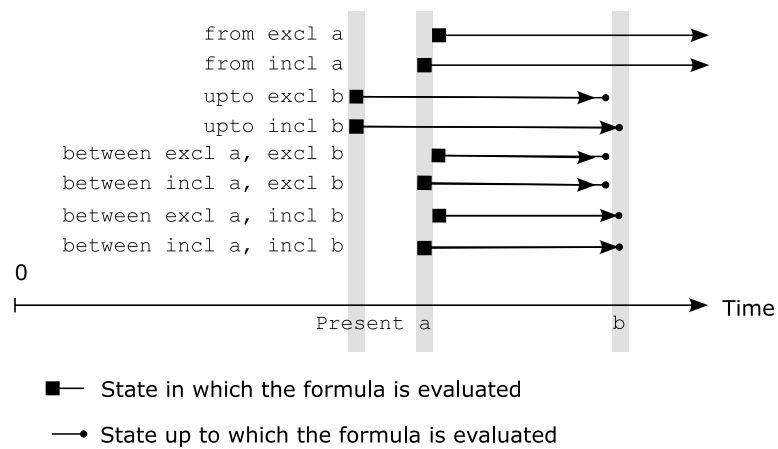 from excl a
from incl a
upto excl b
upto incl b
between excl a, excl b
between incl a, excl b
between excl a, incl b
between incl a, incl b
0
Time
Present a b
State in which the formula is evaluated
State up to which the formula is evaluated